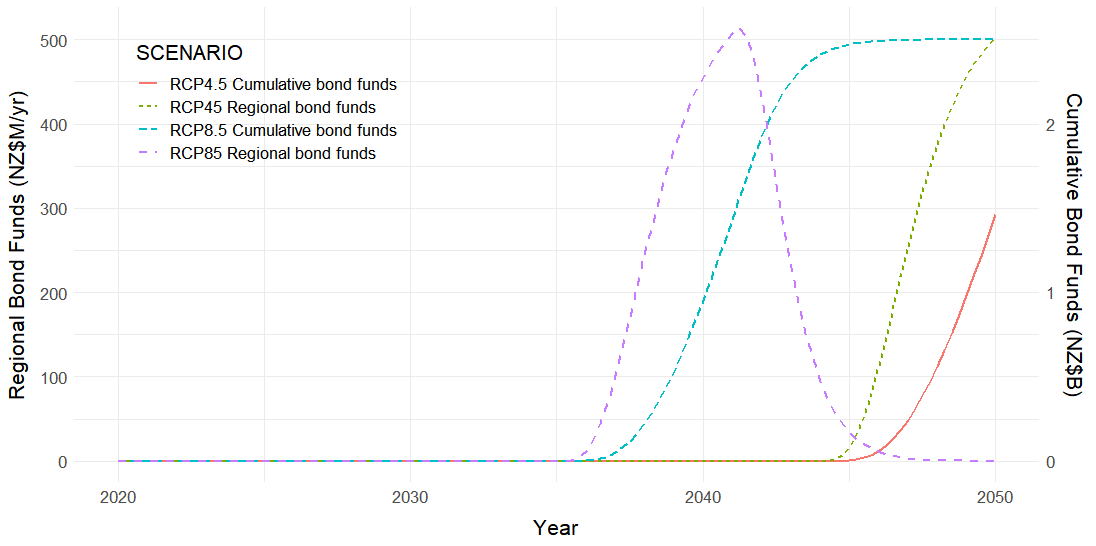 SCENARIO
RCP4.5 Cumulative bond funds
RCP45 Regional bond funds
RCP8.5 Cumulative bond funds
RCP85 Regional bond funds
Regional Bond Funds (NZ$M/yr)
500
400
300
200
100
0
Cumulative Bond Funds (NZ$B)
2
1
0
2020
2030
2040
2050
Year